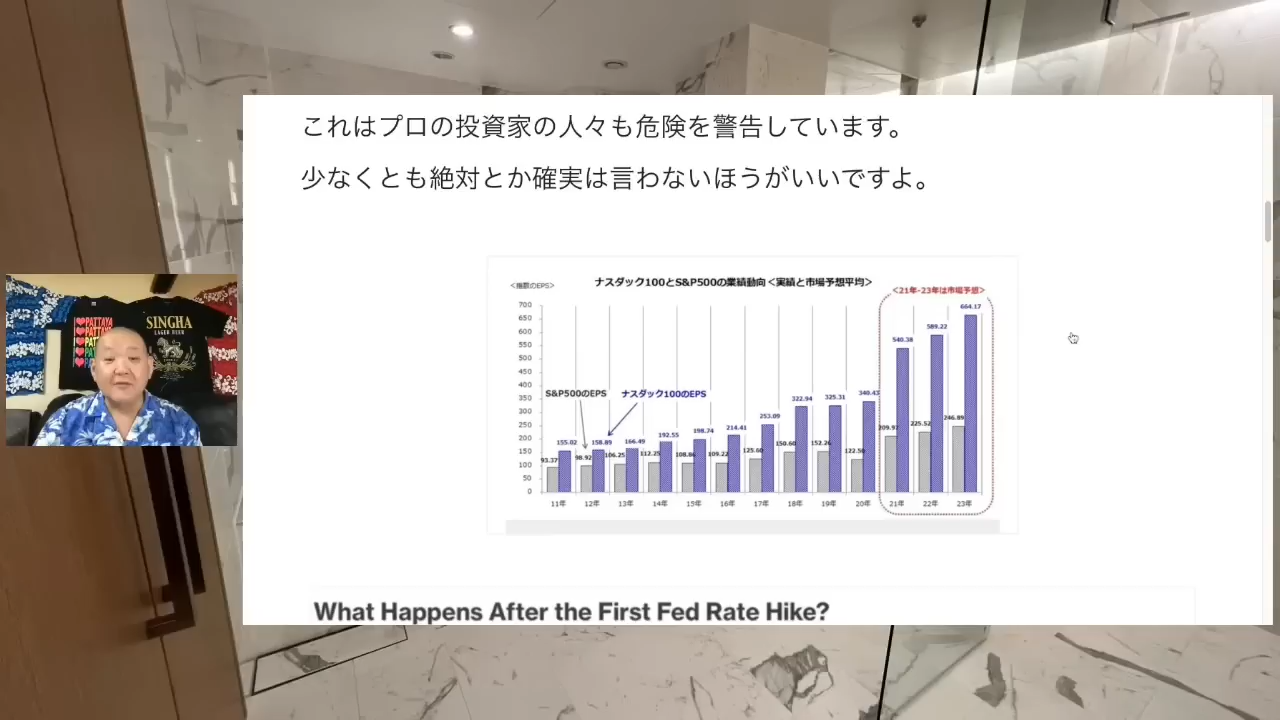 これはプロの投資家の人々も危険を警告しています。
少なくとも絶対とか確実は言わないほうがいいですよ。
<指数のEPS>
ナスダック100とS&P500の業績動向<実績と市場予想平均>
<21年-23年は市場予想>
700
650
600
550
500
450
400
350
300
250
200
150
100
50
0
S&P500のEPS
ナスダック100のEPS
93.37 155.02
98.92 158.89
106.25 166.49
112.25 192.55
108.86 198.74
109.22 214.41
125.60 253.09
150.60 322.94
152.26 325.31
122.50 340.43
209.97 540.38
225.52 589.22
246.89 664.17
11年 12年 13年 14年 15年 16年 17年 18年 19年 20年 21年 22年 23年
What Happens After the First Fed Rate Hike?
PATTAYA
PATTAYA
SINGHA
LAGER BEER